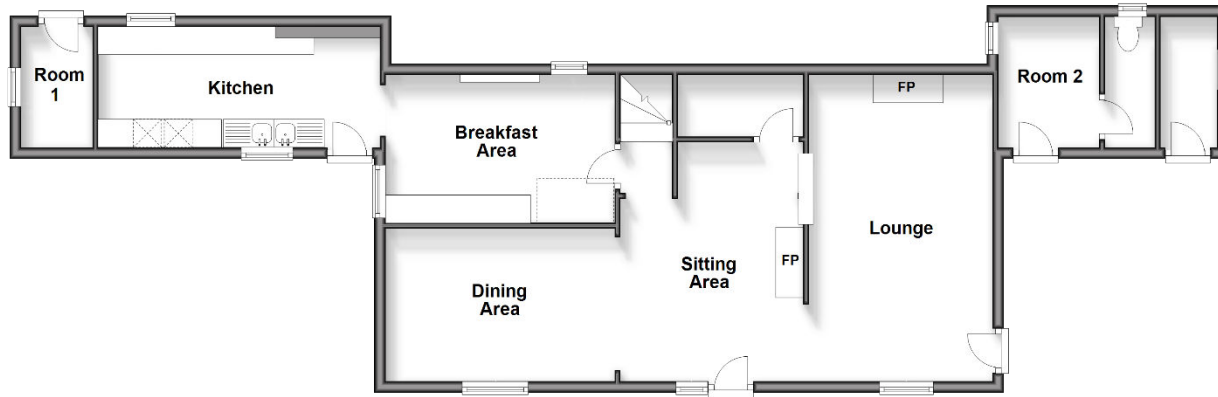 Room
1
Kitchen
Breakfast
Area
Dining
Area
Sitting
Area
FP
FP
Lounge
Room 2